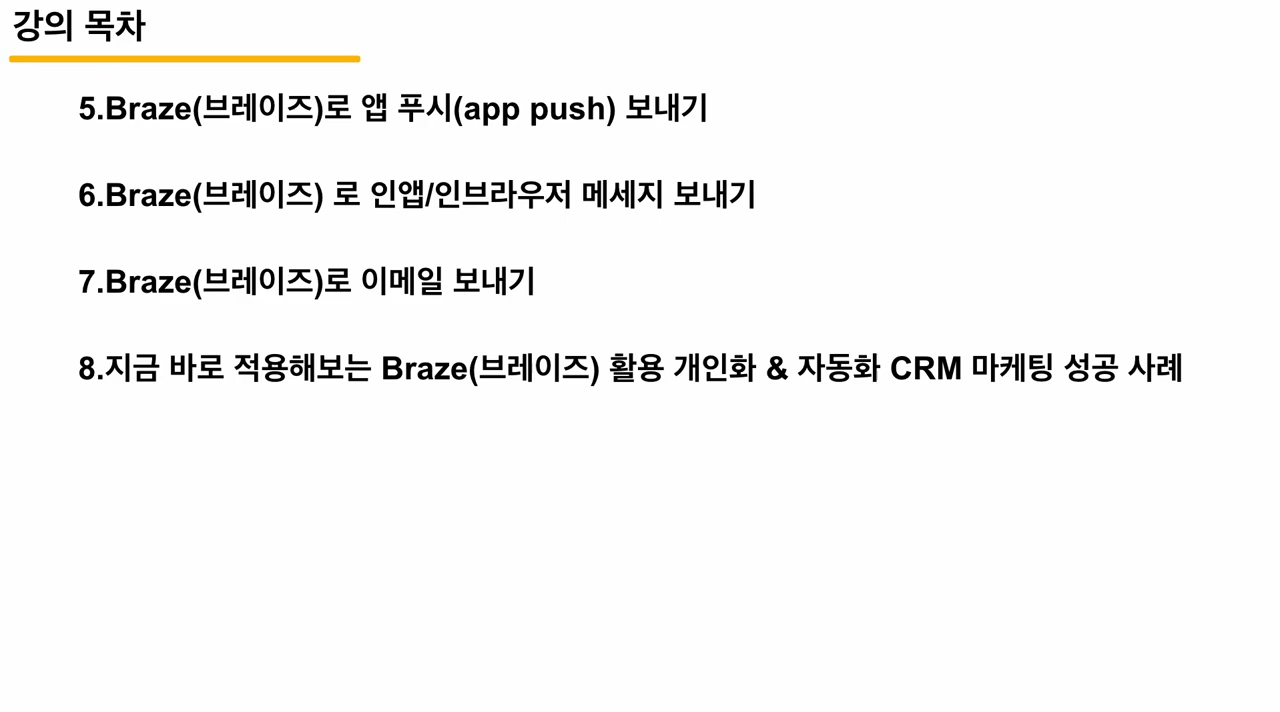 강의 목차
5.Braze(브레이즈)로 앱 푸시(app push) 보내기
6.Braze(브레이즈) 로 인앱/인브라우저 메세지 보내기
7.Braze(브레이즈)로 이메일 보내기
8.지금 바로 적용해보는 Braze(브레이즈) 활용 개인화 & 자동화 CRM 마케팅 성공 사례